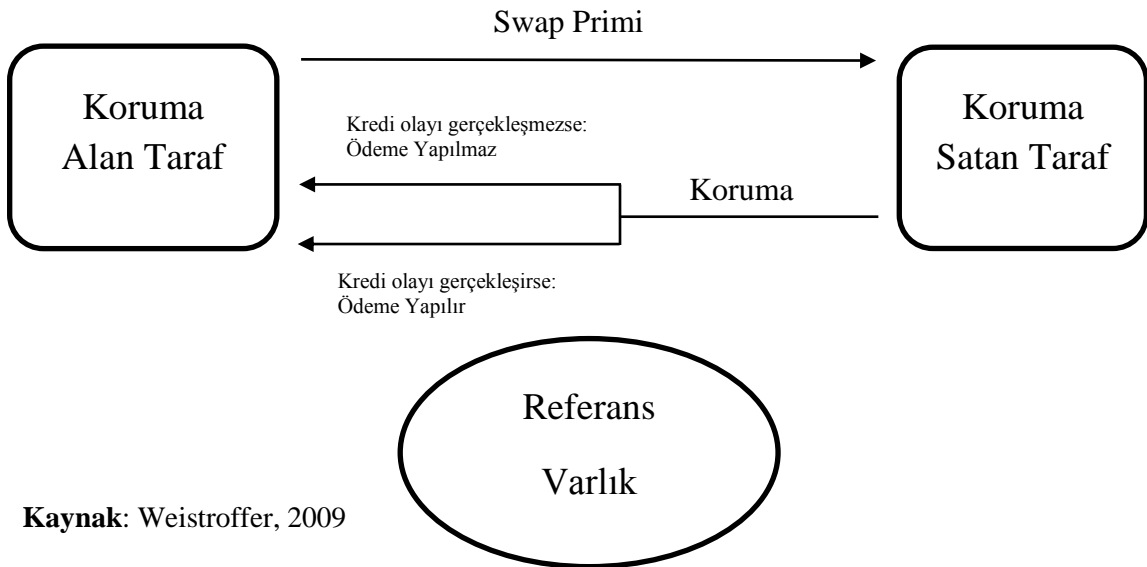 Swap Primi
Koruma
Alan Taraf
Koruma
Satan Taraf
Kredi olayı gerçekleşmezse:
Ödeme Yapılmaz
Koruma
Kredi olayı gerçekleşirse:
Ödeme Yapılır
Referans
Varlık
Kaynak: Weistroffer, 2009